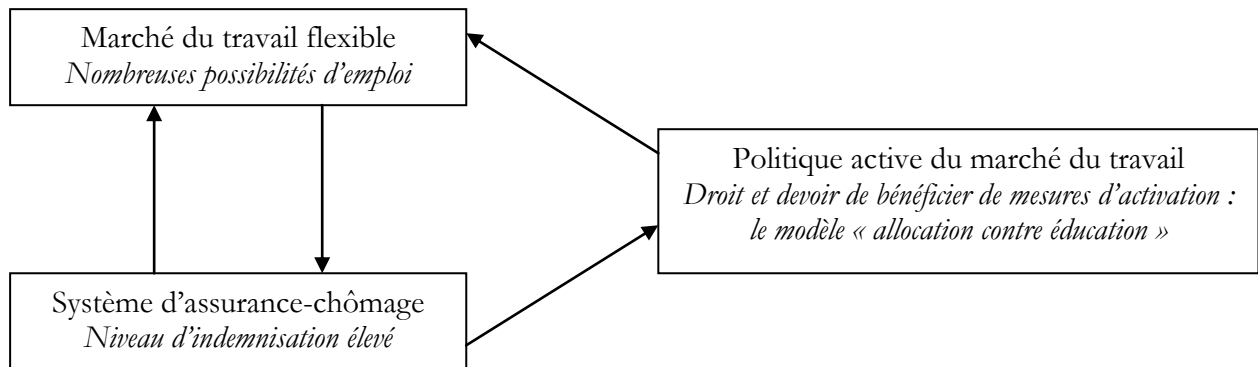 Marché du travail flexible
Nombreuses possibilités d’emploi
Politique active du marché du travail
Droit et devoir de bénéficier de mesures d’activation :
le modèle « allocation contre éducation »
Système d’assurance-chômage
Niveau d’indemnisation élevé